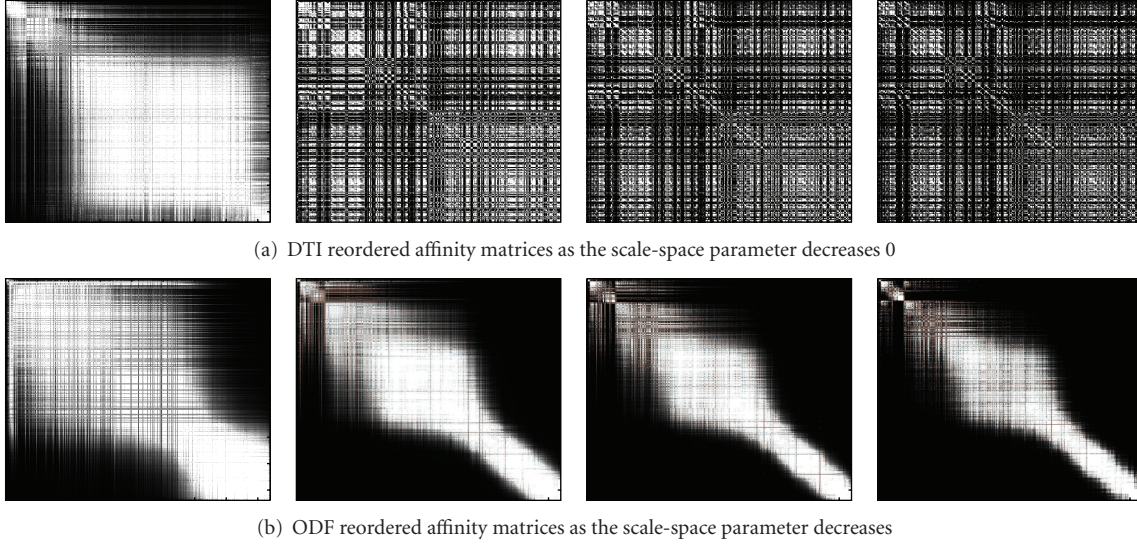 (a) DTI reordered affinity matrices as the scale-space parameter decreases 0
(b) ODF reordered affinity matrices as the scale-space parameter decreases